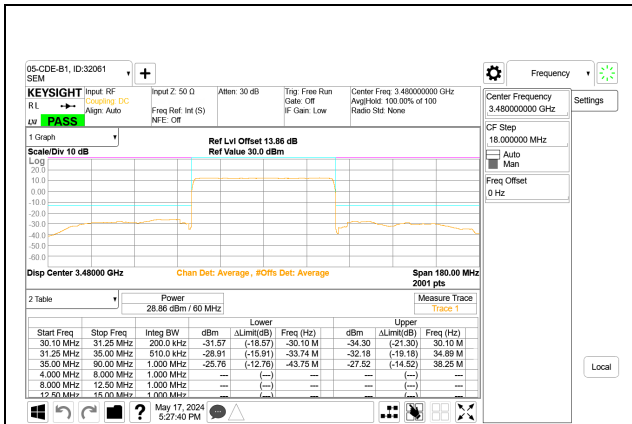 05-CDE-B1, ID:32061
SEM
Frequency
KEYSIGHT Input: RF Input Z: 50 Ω Atten: 30 dB Trig: Free Run Center Freq: 3.480000000 GHz
RL Coupling: DC Gate: Off Avg|Hold: 100.00% of 100
Align: Auto Freq Ref: Int (S) IF Gain: Low Radio Std: None
LXI PASS NFE: Off
Center Frequency Settings
3.480000000 GHz
CF Step
18.000000 MHz
Auto
Man
Freq Offset
0 Hz
1 Graph
Ref Lvl Offset 13.86 dB
Scale/Div 10 dB Ref Value 30.0 dBm
Log
20.0
10.0
0.00
-10.0
-20.0
-30.0
-40.0
-50.0
-60.0
Disp Center 3.48000 GHz Chan Det: Average , #Offs Det: Average Span 180.00 MHz
2001 pts
2 Table Power Measure Trace
28.86 dBm / 60 MHz Trace 1
Lower Upper
Start Freq Stop Freq Integ BW dBm ΔLimit(dB) Freq (Hz) dBm ΔLimit(dB) Freq (Hz)
30.10 MHz 31.25 MHz 200.0 kHz -31.57 (-18.57) -30.10 M -34.30 (-21.30) 30.10 M
31.25 MHz 35.00 MHz 510.0 kHz -28.91 (-15.91) -33.74 M -32.18 (-19.18) 34.89 M
35.00 MHz 90.00 MHz 1.000 MHz -25.76 (-12.76) -43.75 M -27.52 (-14.52) 38.25 M
4.000 MHz 8.000 MHz 1.000 MHz --- (---) --- --- (---) ---
8.000 MHz 12.50 MHz 1.000 MHz --- (---) --- --- (---) ---
12.50 MHz 15.00 MHz 1.000 MHz --- (---) --- --- (---) ---
Local
May 17, 2024
5:27:40 PM